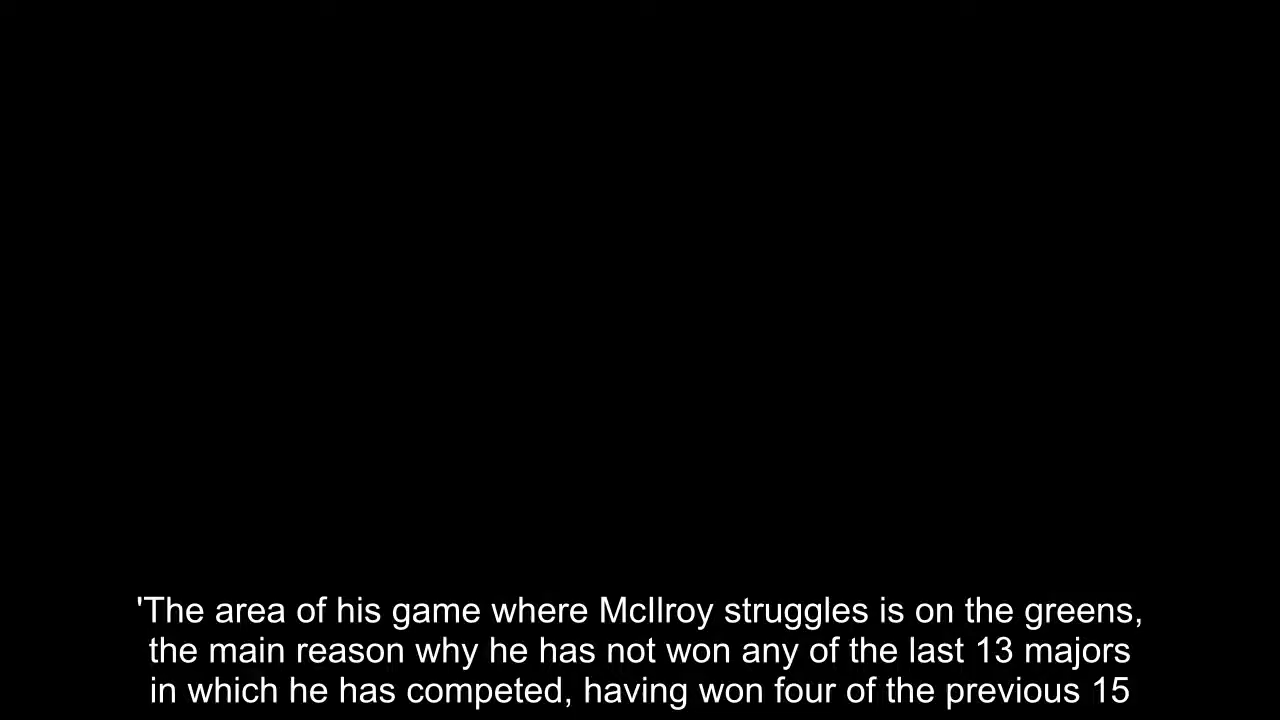 'The area of his game where McIlroy struggles is on the greens,
the main reason why he has not won any of the last 13 majors
in which he has competed, having won four of the previous 15